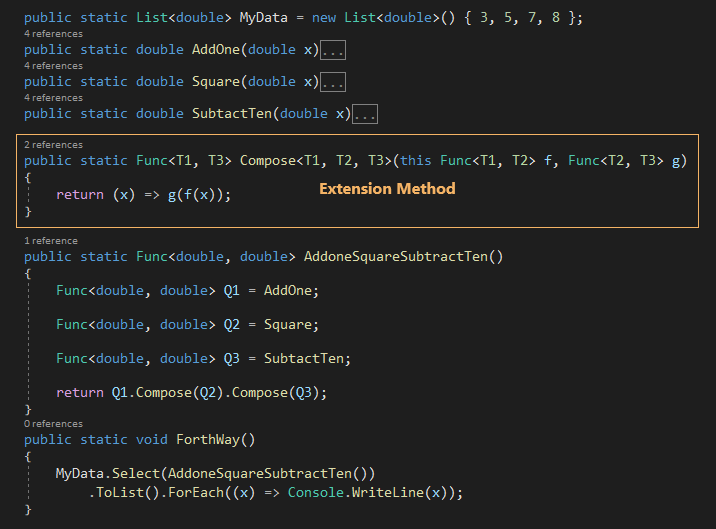 public static List<double> MyData = new List<double>() { 3, 5, 7, 8 };
4 references
public static double AddOne(double x)...
4 references
public static double Square(double x)...
4 references
public static double SubtactTen(double x)...
2 references
public static Func<T1, T3> Compose<T1, T2, T3>(this Func<T1, T2> f, Func<T2, T3> g)
{
return (x) => g(f(x));
Extension Method
}
1 reference
public static Func<double, double> AddoneSquareSubtractTen()
{
Func<double, double> Q1 = AddOne;
Func<double, double> Q2 = Square;
Func<double, double> Q3 = SubtactTen;
return Q1.Compose(Q2).Compose(Q3);
}
0 references
public static void ForthWay()
{
MyData.Select(AddoneSquareSubtractTen())
.ToList().ForEach((x) => Console.WriteLine(x));
}